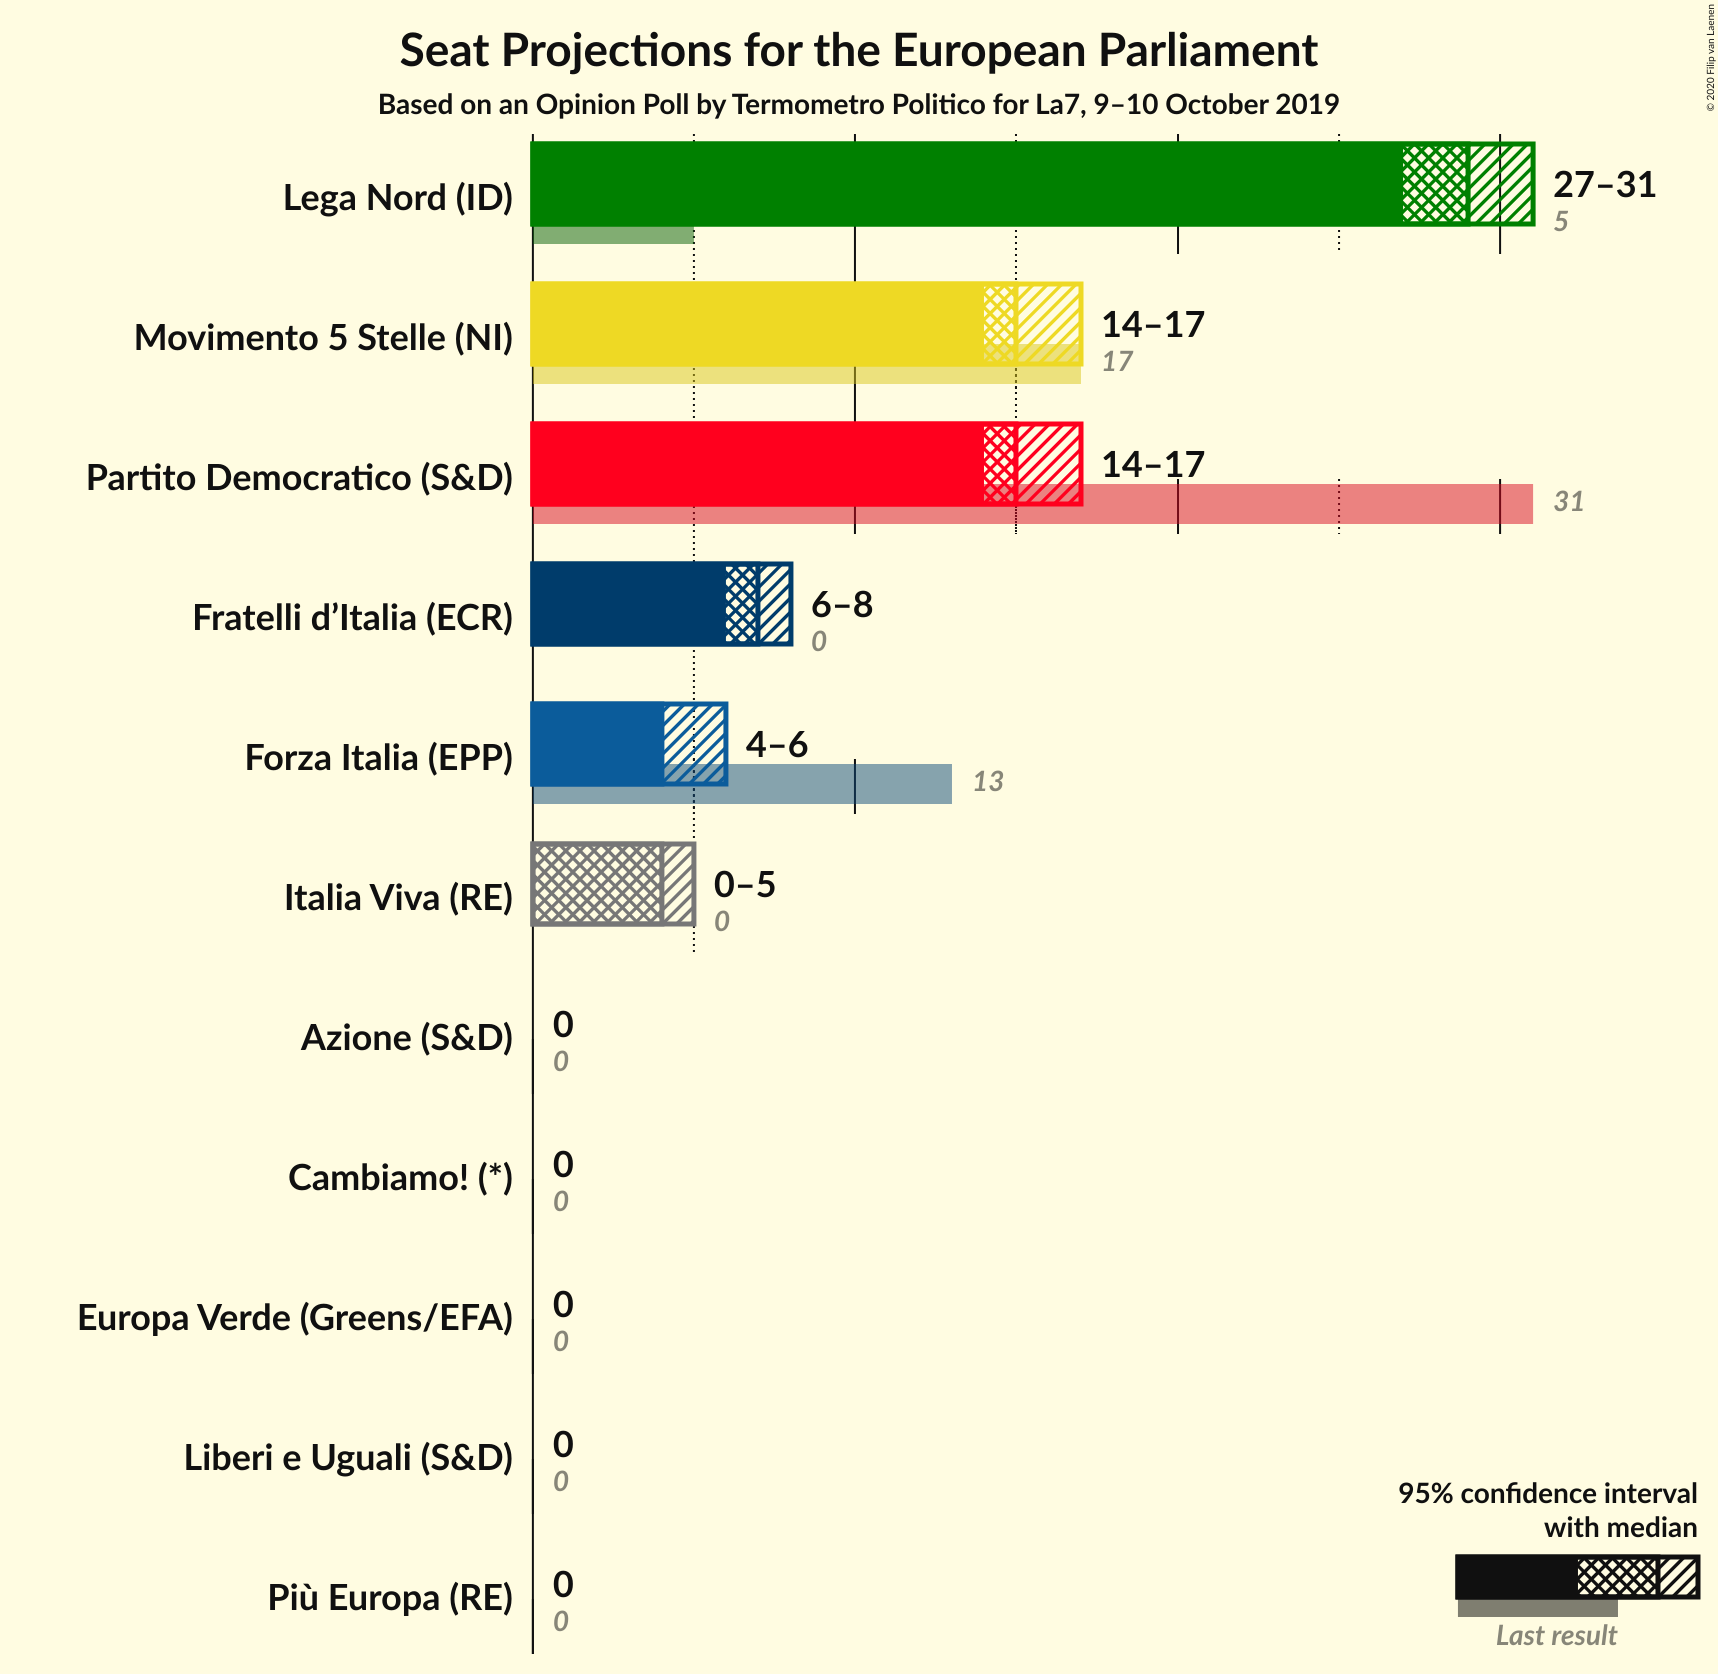 Seat Projections for the European Parliament
Based on an Opinion Poll by Termometro Politico for La7, 9–10 October 2019
© 2020 Filip van Laenen
Lega Nord (ID)
27–31
5
Movimento 5 Stelle (NI)
14–17
17
Partito Democratico (S&D)
14–17
31
Fratelli d’Italia (ECR)
6–8
0
Forza Italia (EPP)
4–6
13
Italia Viva (RE)
0–5
0
Azione (S&D)
0
0
Cambiamo! (*)
0
0
Europa Verde (Greens/EFA)
0
0
Liberi e Uguali (S&D)
0
0
Più Europa (RE)
0
0
95% confidence interval
with median
Last result